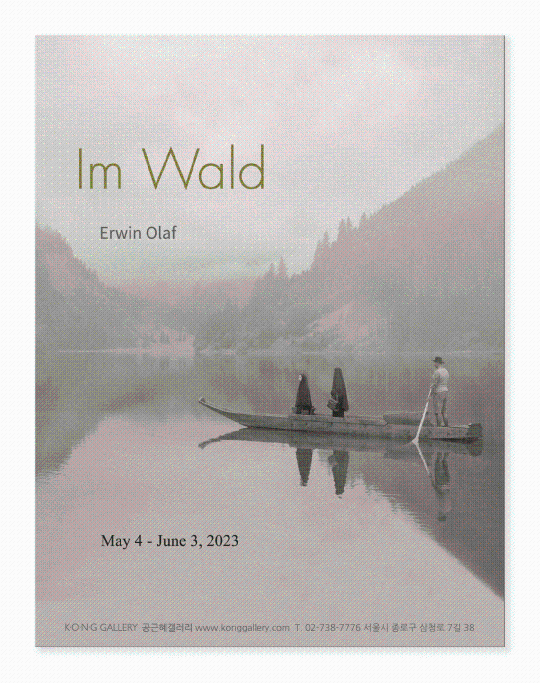 Im Wald
Erwin Olaf
May 4 - June 3, 2023
K·O·N·G GALLERY 공근혜갤러리 www.konggallery.com T. 02-738-7776 서울시 종로구 삼청로 7길 38